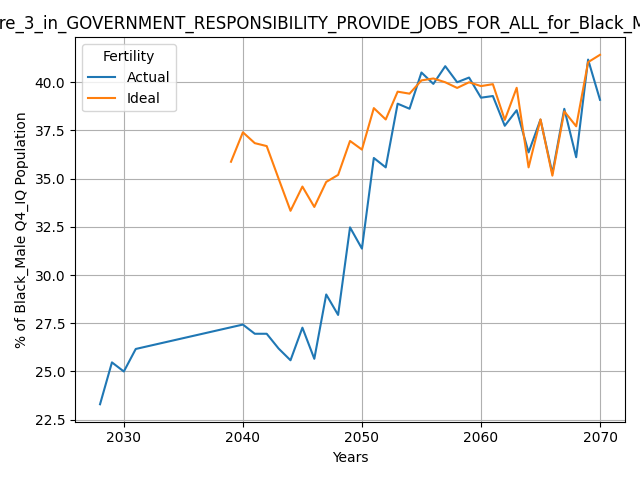 re_3_in_GOVERNMENT_RESPONSIBILITY_PROVIDE_JOBS_FOR_ALL_for_Black_M
Fertility
Actual
Ideal
% of Black_Male Q4_IQ Population
40.0
37.5
35.0
32.5
30.0
27.5
25.0
22.5
2030 2040 2050 2060 2070
Years